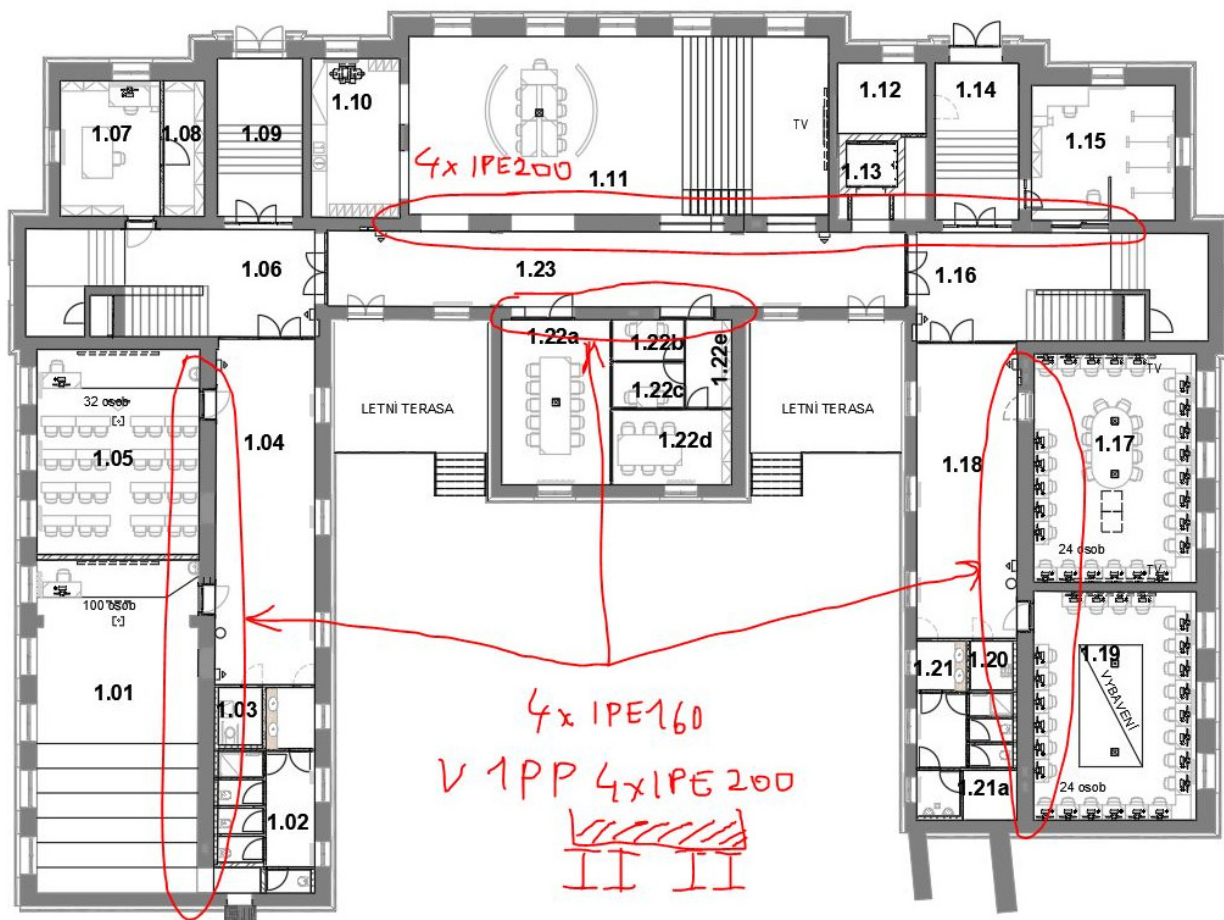 1.07
1.08
1.09
1.10
1.11
TV
1.12
1.13
1.14
1.15
4x IPE200
1.06
1.23
1.16
1.22a
1.22b
1.22c
1.22d
1.22e
LETNÍ TERASA
LETNÍ TERASA
32 osob
1.05
1.04
100 osob
1.01
1.03
1.02
TV
1.17
24 osob
TV
1.18
1.19
VYBAVENÍ
24 osob
1.20
1.21
1.21a
4x IPE160
V 1PP 4xIPE 200